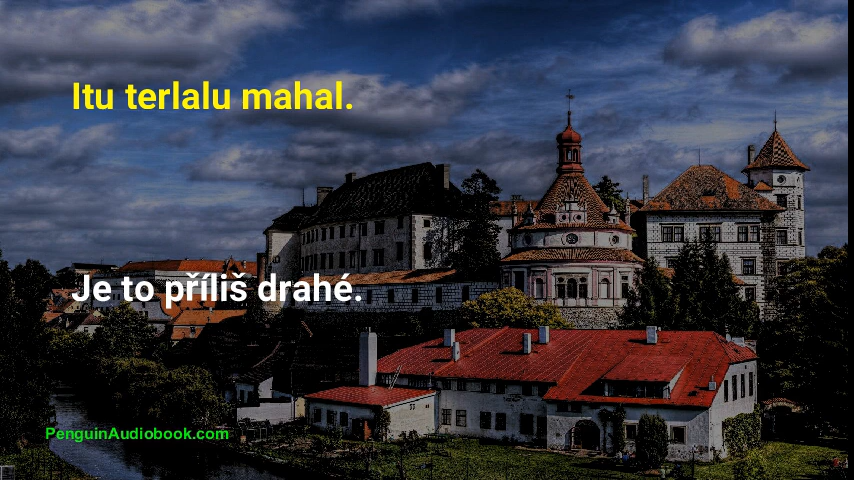 Itu terlalu mahal.
Je to příliš drahé.
PenguinAudiobook.com